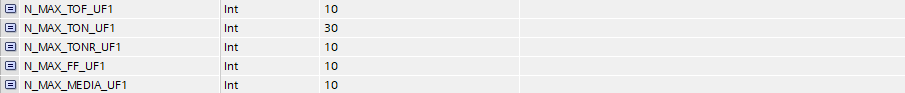 N_MAX_TOF_UF1 Int 10
N_MAX_TON_UF1 Int 30
N_MAX_TONR_UF1 Int 10
N_MAX_FF_UF1 Int 10
N_MAX_MEDIA_UF1 Int 10